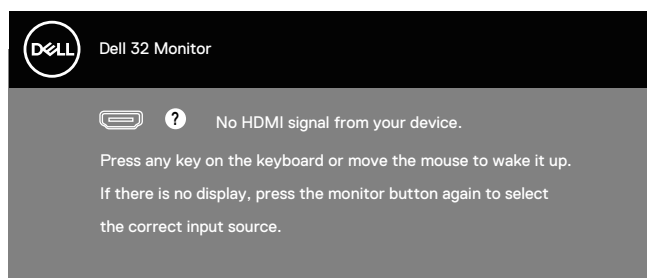 DELL
Dell 32 Monitor
? No HDMI signal from your device.
Press any key on the keyboard or move the mouse to wake it up.
If there is no display, press the monitor button again to select
the correct input source.